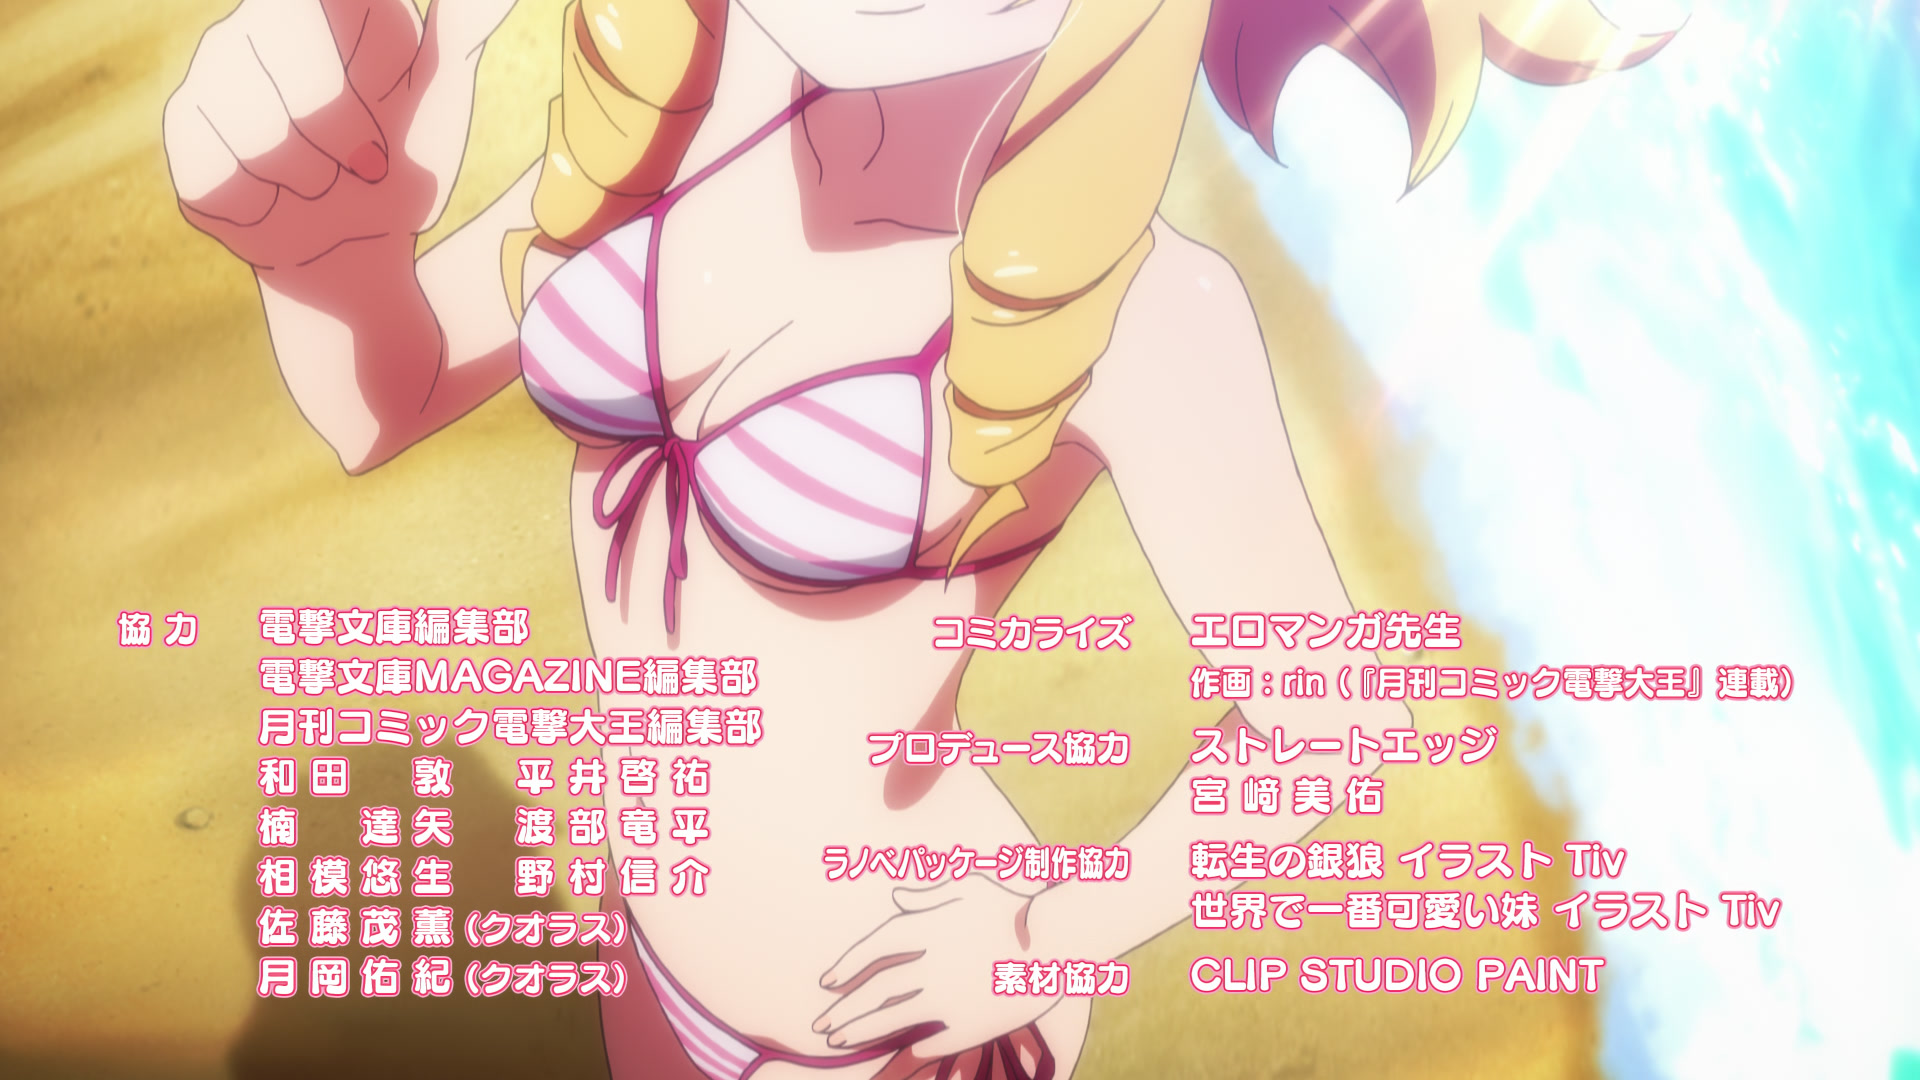 協力
電撃文庫編集部
電撃文庫MAGAZINE編集部
月刊コミック電撃大王編集部
和田 敦 平井啓祐
楠 達矢 渡部竜平
相模悠生 野村信介
佐藤茂薫(クオラス)
月岡佑紀(クオラス)
コミカライズ
エロマンガ先生
作画：rin（『月刊コミック電撃大王』連載）
プロデュース協力
ストレートエッジ
宮﨑美佑
ラノベパッケージ制作協力
転生の銀狼 イラスト Tiv
世界で一番可愛い妹 イラスト Tiv
素材協力
CLIP STUDIO PAINT